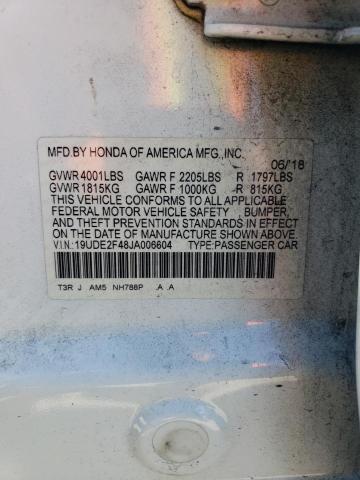 MFD.BY HONDA OF AMERICA MFG.,INC.
06/18
GVWR 4001LBS GAWR F 2205LBS R 1797LBS
GVWR 1815KG GAWR F 1000KG R 815KG
THIS VEHICLE CONFORMS TO ALL APPLICABLE
FEDERAL MOTOR VEHICLE SAFETY , BUMPER,
AND THEFT PREVENTION STANDARDS IN EFFECT
ON THE DATE OF MANUFACTURE SHOWN ABOVE.
V.I.N:19UDE2F48JA006604 TYPE:PASSENGER CAR
T3R J AM5 NH788P .A .A